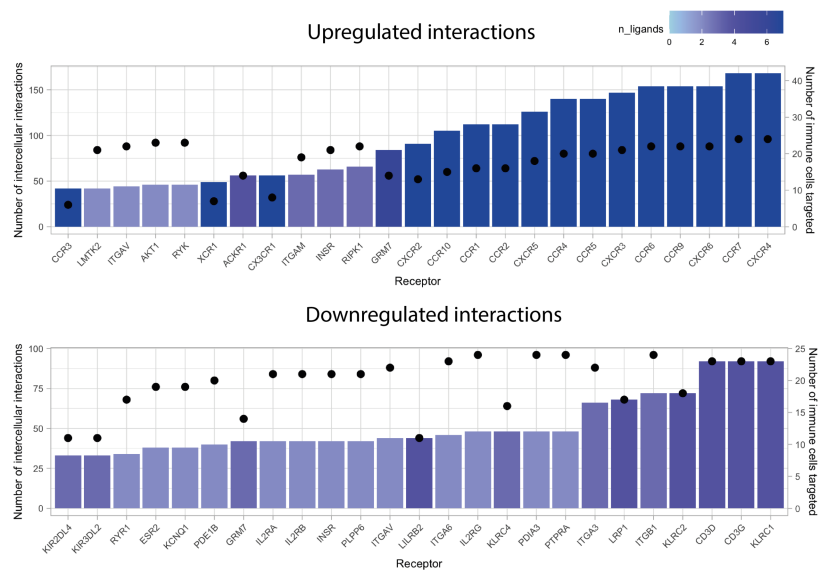 Upregulated interactions
n_ligands
0 2 4 6
Number of intercellular interactions
150
100
50
0
Number of immune cells targeted
40
30
20
10
0
CCR3 LMTK2 ITGAV AKT1 RYK XCR1 ACKR1 CX3CR1 ITGAM INSR RIPK1 GRM7 CXCR2 CCR10 CCR1 CCR2 CXCR5 CCR4 CCR5 CXCR3 CCR6 CCR9 CXCR6 CCR7 CXCR4
Receptor
Downregulated interactions
Number of intercellular interactions
100
75
50
25
0
Number of immune cells targeted
25
20
15
10
5
0
KIR2DL4 KIR3DL2 RYR1 ESR2 KCNQ1 PDE1B GRM7 IL2RA IL2RB INSR PLPP6 ITGAV LILRB2 ITGA6 IL2RG KLRC4 PDIA3 PTPRA ITGA3 LRP1 ITGB1 KLRC2 CD3D CD3G KLRC1
Receptor